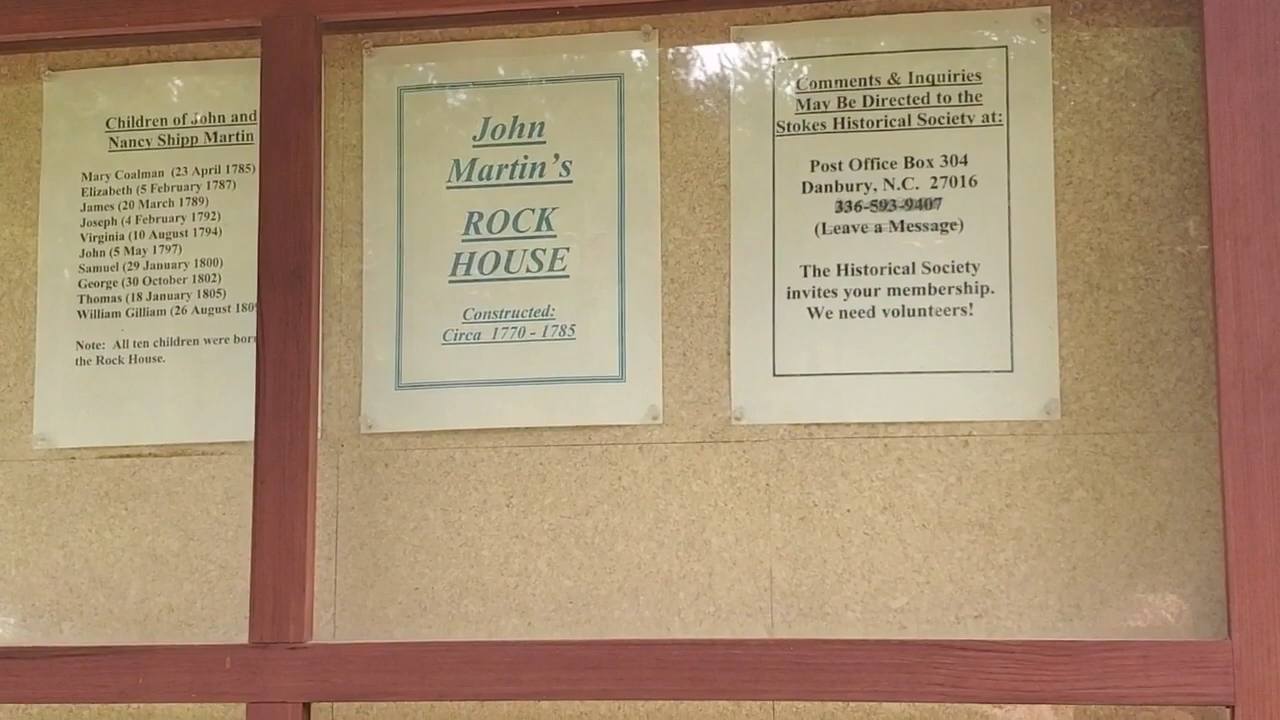 Children of John and
Nancy Shipp Martin
Mary Coalman (23 April 1785)
Elizabeth (5 February 1787)
James (20 March 1789)
Joseph (4 February 1792)
Virginia (10 August 1794)
John (5 May 1797)
Samuel (29 January 1800)
George (30 October 1802)
Thomas (18 January 1805)
William Gilliam (26 August 180
Note: All ten children were born
the Rock House.
John
Martin's
ROCK
HOUSE
Constructed:
Circa 1770 - 1785
Comments & Inquiries
May Be Directed to the
Stokes Historical Society at:
Post Office Box 304
Danbury, N.C. 27016
336-593-9407
(Leave a Message)
The Historical Society
invites your membership.
We need volunteers!